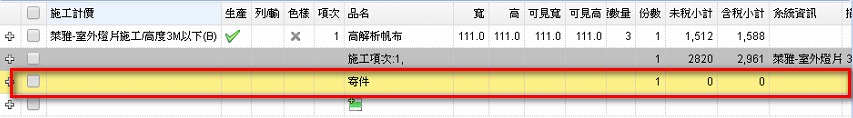 施工計價 生產 列/輸 色樣 項次 品名 寬 高 可見寬 可見高 數量 份數 未稅小計 含稅小計 系統資訊
萊雅-室外燈片施工/高度3M以下(B) 1 高解析帆布 111.0 111.0 111.0 111.0 3 1 1,512 1,588
施工項次:1, 1 2820 2,961 萊雅-室外燈片
寄件 1 0 0